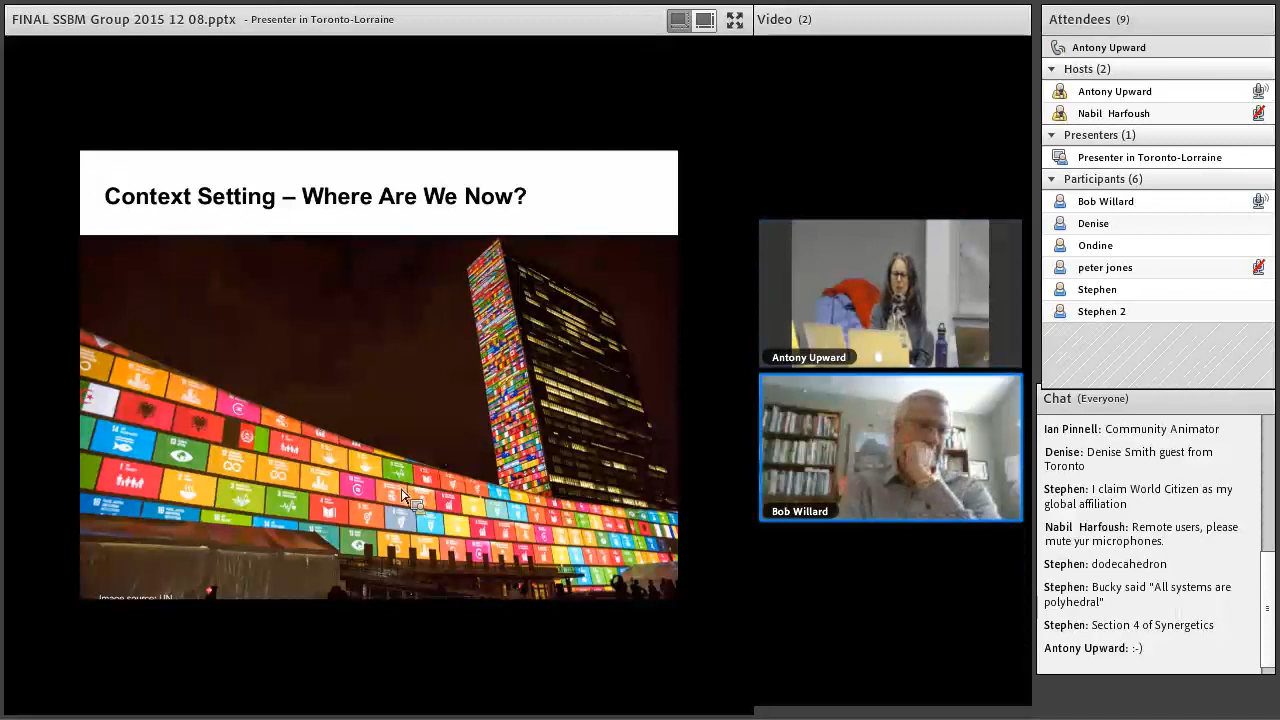 FINAL SSBM Group 2015 12 08.pptx - Presenter in Toronto-Lorraine
Context Setting – Where Are We Now?
Image source: UN
Video (2)
Antony Upward
Bob Willard
Attendees (9)
Antony Upward
Hosts (2)
Antony Upward
Nabil Harfoush
Presenters (1)
Presenter in Toronto-Lorraine
Participants (6)
Bob Willard
Denise
Ondine
peter jones
Stephen
Stephen 2
Chat (Everyone)
Ian Pinnell: Community Animator
Denise: Denise Smith guest from
Toronto
Stephen: I claim World Citizen as my
global affiliation
Nabil Harfoush: Remote users, please
mute yur microphones.
Stephen: dodecahedron
Stephen: Bucky said "All systems are
polyhedral"
Stephen: Section 4 of Synergetics
Antony Upward: :-)